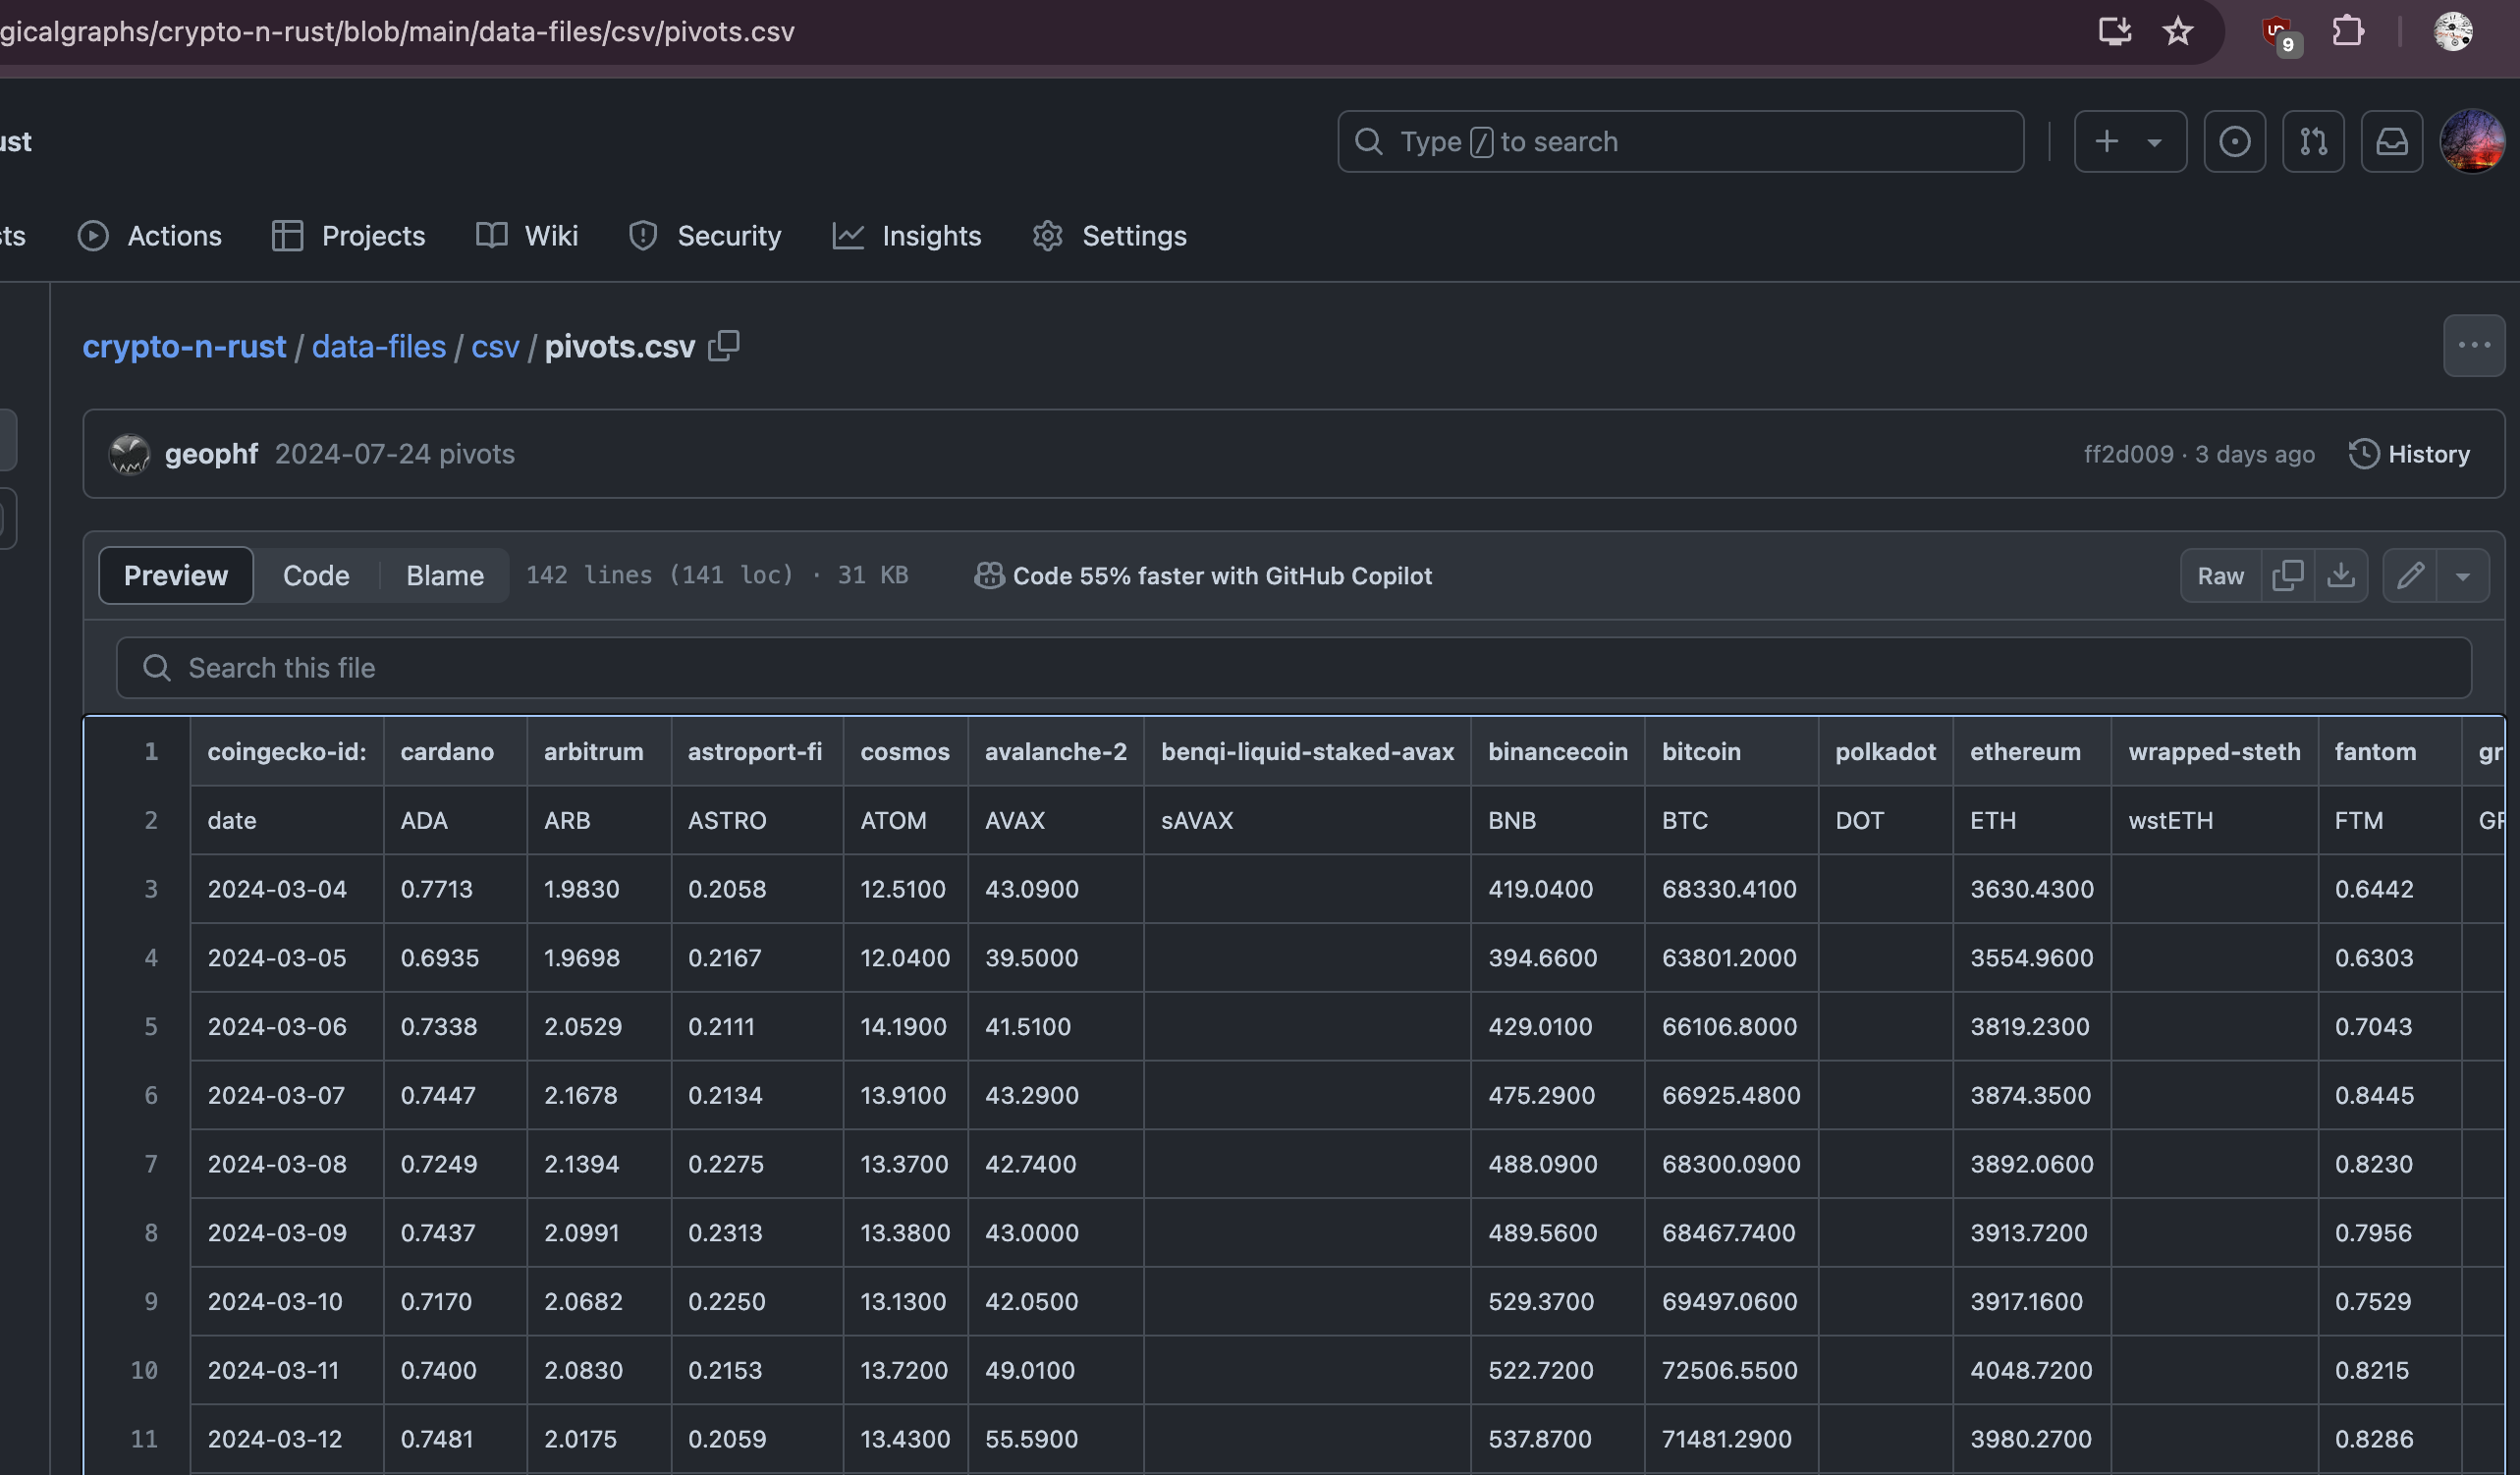 gicalgraphs/crypto-n-rust/blob/main/data-files/csv/pivots.csv
9
ust
Type / to search
sts Actions Projects Wiki Security Insights Settings
crypto-n-rust / data-files / csv / pivots.csv
geophf 2024-07-24 pivots ff2d009 · 3 days ago History
Preview Code Blame 142 lines (141 loc) · 31 KB Code 55% faster with GitHub Copilot Raw
Search this file
1 coingecko-id: cardano arbitrum astroport-fi cosmos avalanche-2 benqi-liquid-staked-avax binancecoin bitcoin polkadot ethereum wrapped-steth fantom gr
2 date ADA ARB ASTRO ATOM AVAX sAVAX BNB BTC DOT ETH wstETH FTM GR
3 2024-03-04 0.7713 1.9830 0.2058 12.5100 43.0900 419.0400 68330.4100 3630.4300 0.6442
4 2024-03-05 0.6935 1.9698 0.2167 12.0400 39.5000 394.6600 63801.2000 3554.9600 0.6303
5 2024-03-06 0.7338 2.0529 0.2111 14.1900 41.5100 429.0100 66106.8000 3819.2300 0.7043
6 2024-03-07 0.7447 2.1678 0.2134 13.9100 43.2900 475.2900 66925.4800 3874.3500 0.8445
7 2024-03-08 0.7249 2.1394 0.2275 13.3700 42.7400 488.0900 68300.0900 3892.0600 0.8230
8 2024-03-09 0.7437 2.0991 0.2313 13.3800 43.0000 489.5600 68467.7400 3913.7200 0.7956
9 2024-03-10 0.7170 2.0682 0.2250 13.1300 42.0500 529.3700 69497.0600 3917.1600 0.7529
10 2024-03-11 0.7400 2.0830 0.2153 13.7200 49.0100 522.7200 72506.5500 4048.7200 0.8215
11 2024-03-12 0.7481 2.0175 0.2059 13.4300 55.5900 537.8700 71481.2900 3980.2700 0.8286